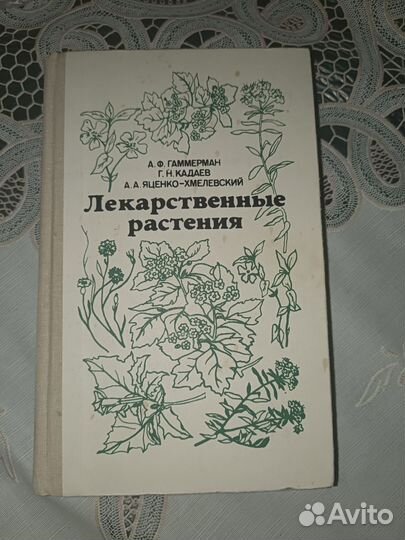 А. Ф. ГАММЕРМАН
Г. Н. КАДАЕВ
А. А. ЯЦЕНКО-ХМЕЛЕВСКИЙ
Лекарственные
растения
Avito